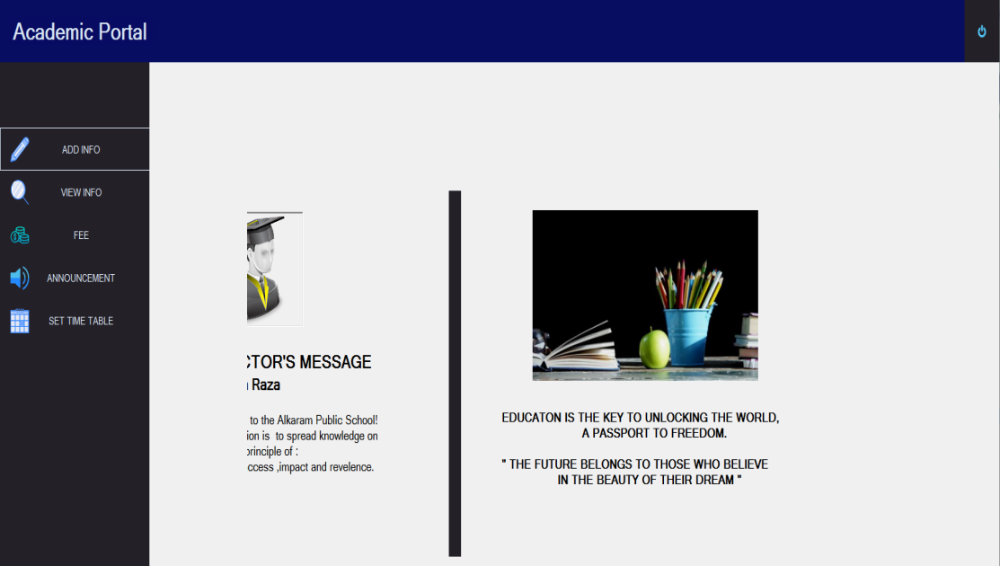 Academic Portal
ADD INFO
VIEW INFO
FEE
ANNOUNCEMENT
SET TIME TABLE
CTOR'S MESSAGE
Raza
to the Alkaram Public School!
ion is to spread knowledge on
principle of :
ccess ,impact and revelence.
EDUCATON IS THE KEY TO UNLOCKING THE WORLD,
A PASSPORT TO FREEDOM.
" THE FUTURE BELONGS TO THOSE WHO BELIEVE
IN THE BEAUTY OF THEIR DREAM "